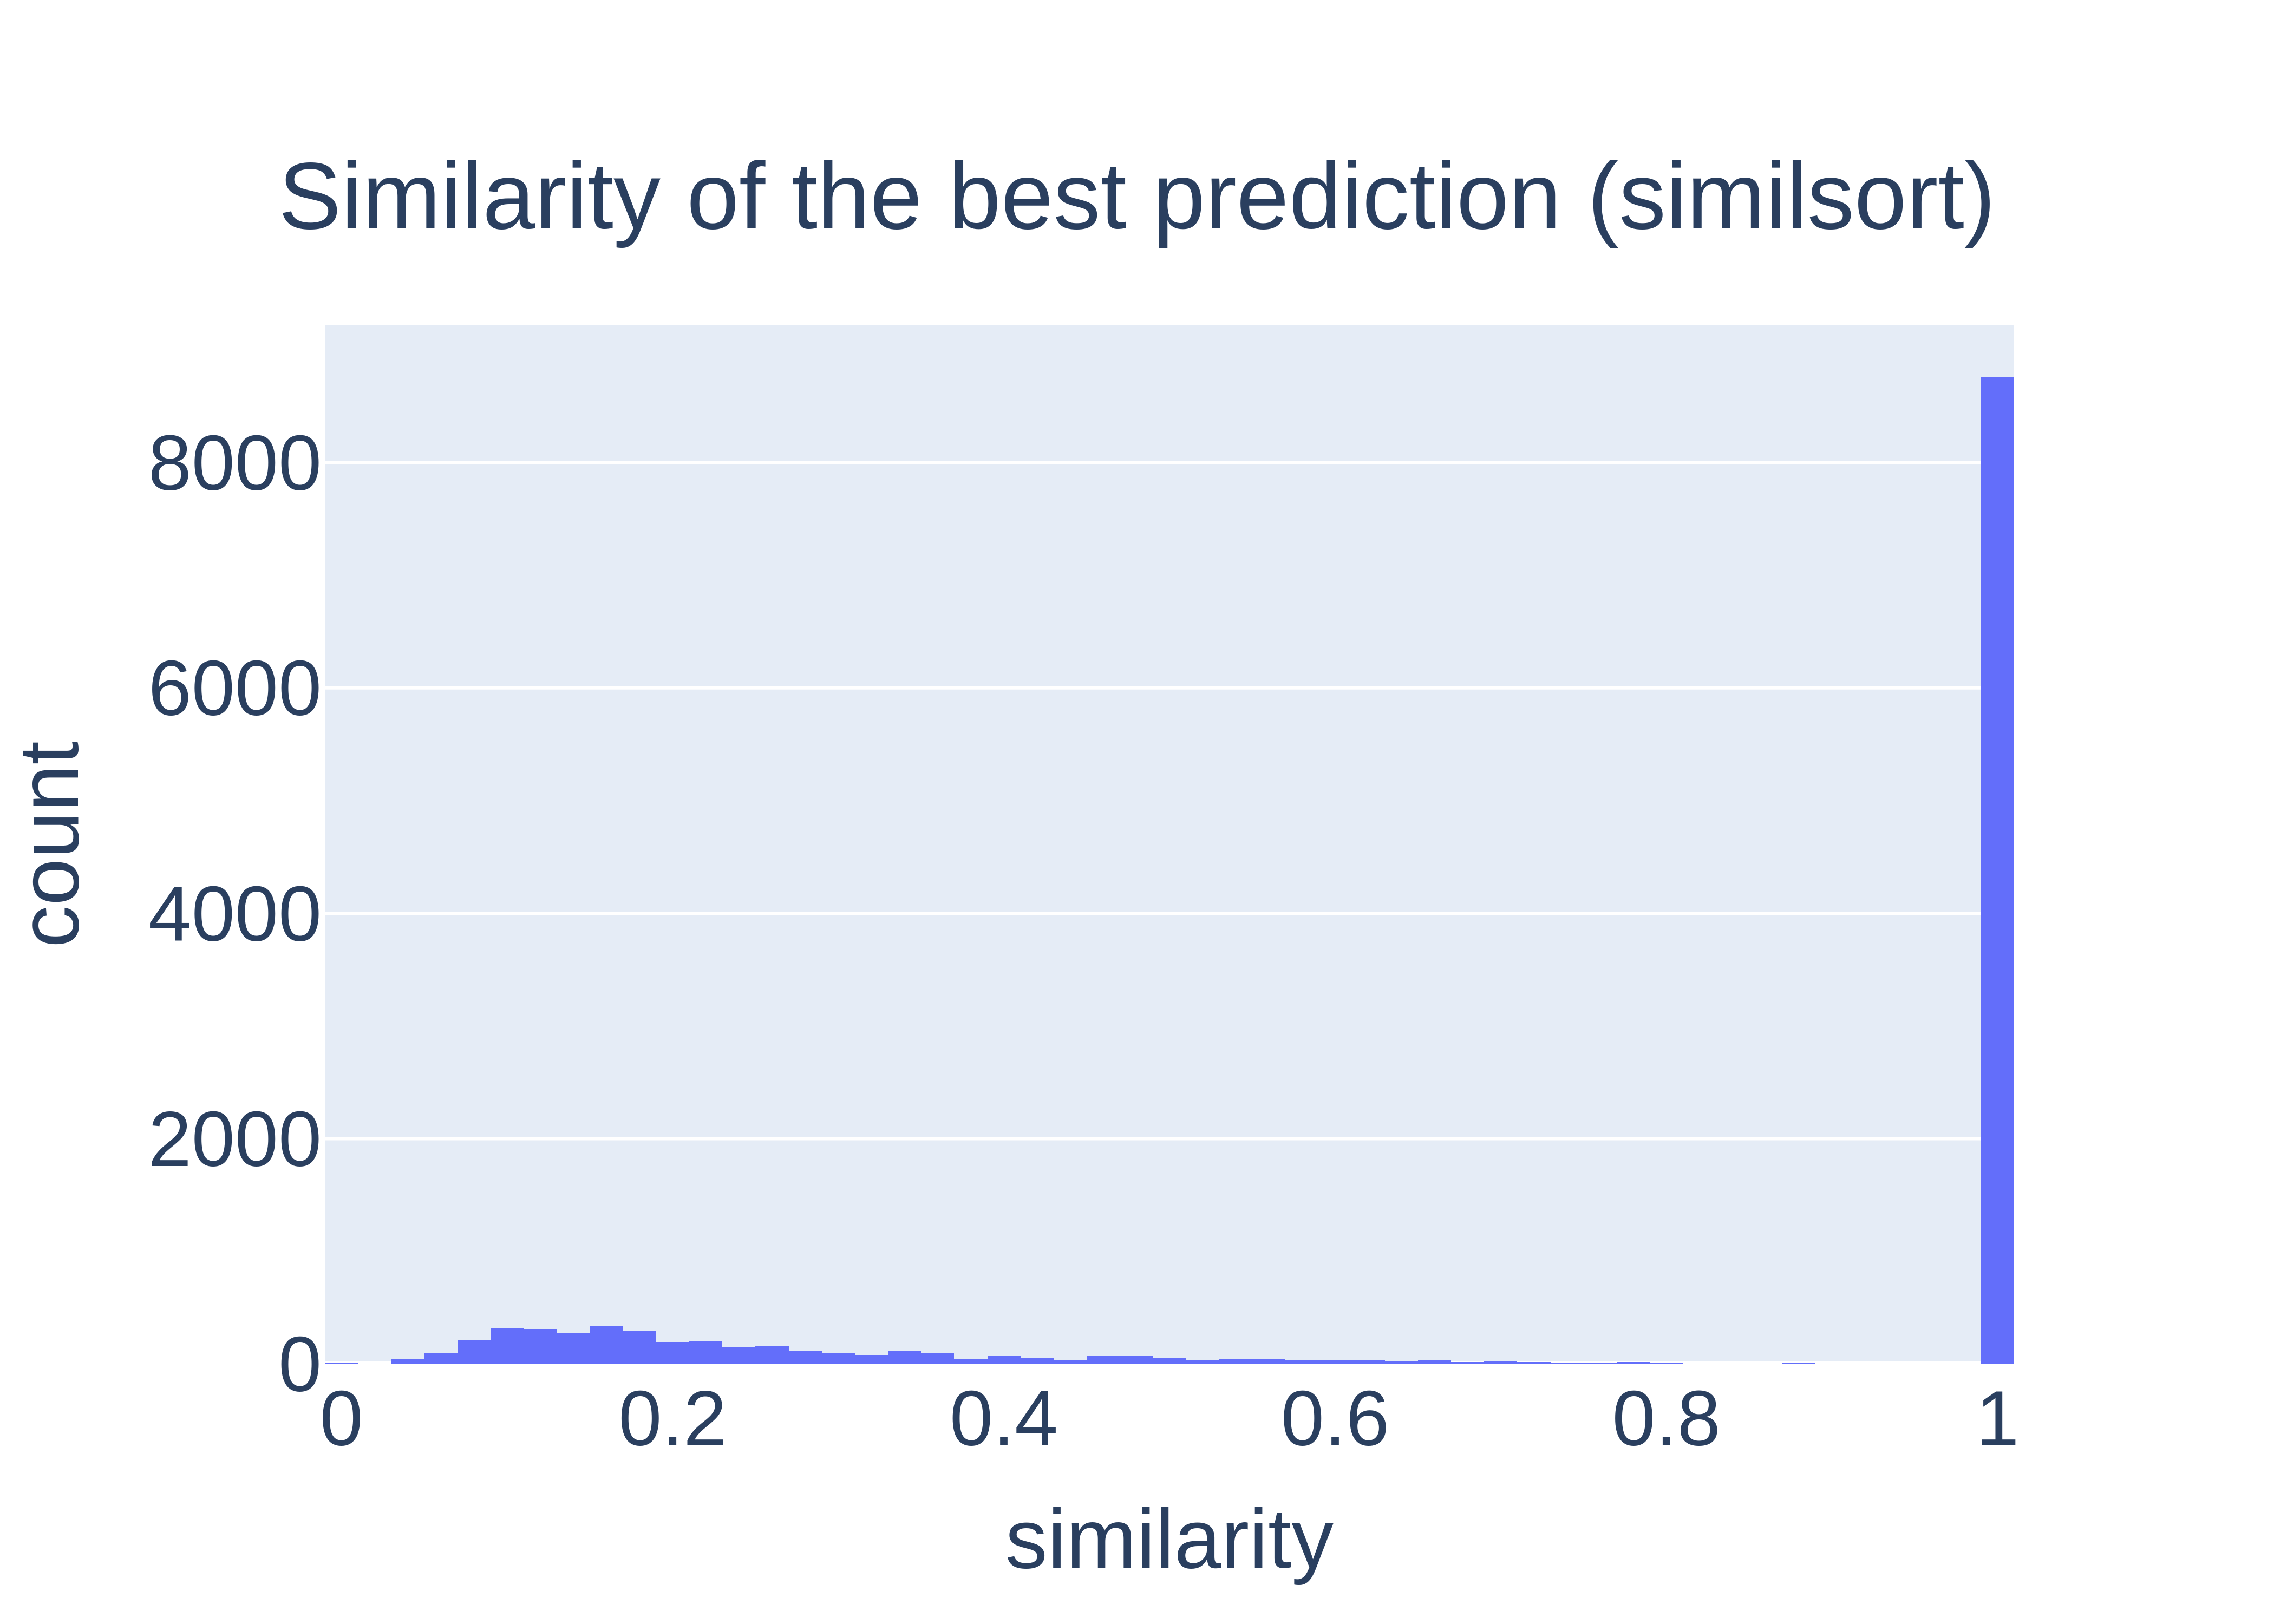 Similarity of the best prediction (similsort)
8000
6000
4000
2000
0
count
0 0.2 0.4 0.6 0.8 1
similarity